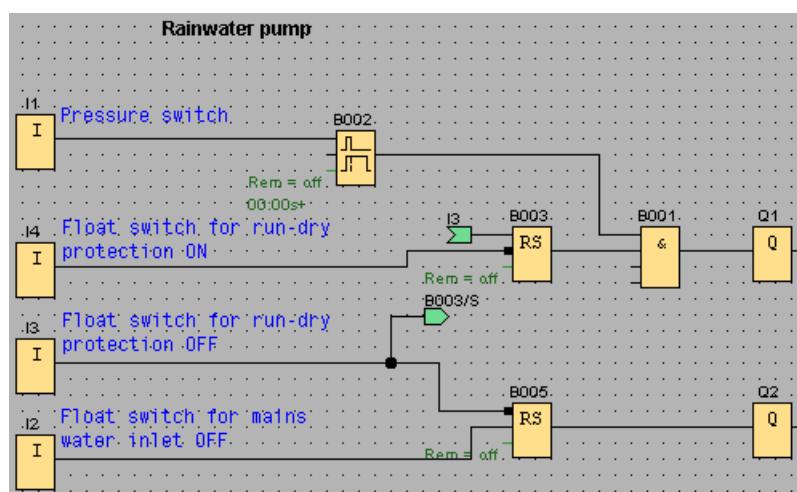 Rainwater pump
I1
I
Pressure switch
B002
Rem = off
00:00s+
I4
I
Float switch for run-dry
protection ON
I3
B003
RS
Rem = off
B001
&
Q1
Q
B003/S
I3
I
Float switch for run-dry
protection OFF
B005
RS
Rem = off
Q2
Q
I2
I
Float switch for mains
water inlet OFF